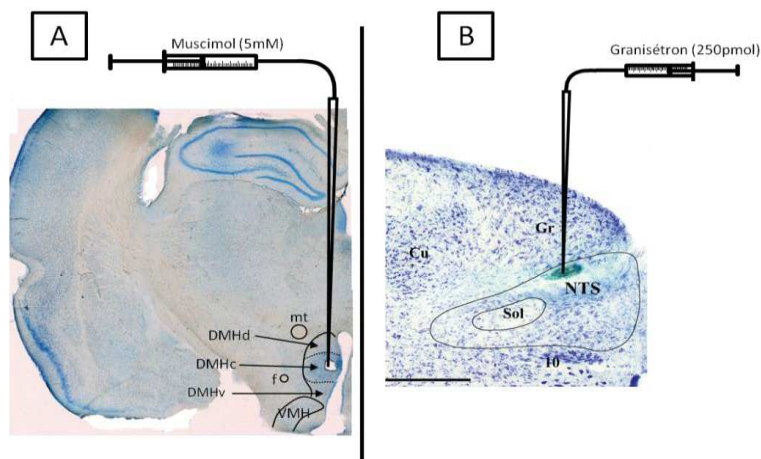 A
Muscimol (5mM)
mt
DMHd
DMHc
f
DMHv
VMH
B
Granisétron (250pmol)
Gr
Cu
NTS
Sol
10